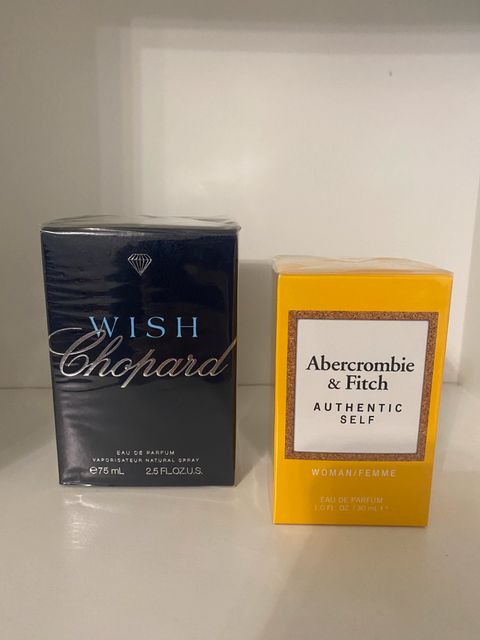 WISH
Chopard
EAU DE PARFUM
VAPORISATEUR NATURAL SPRAY
℮75 mL 2.5 FL.OZ.U.S.
Abercrombie
& Fitch
AUTHENTIC
SELF
WOMAN/FEMME
EAU DE PARFUM
1.0 FL. OZ. / 30 mL ℮